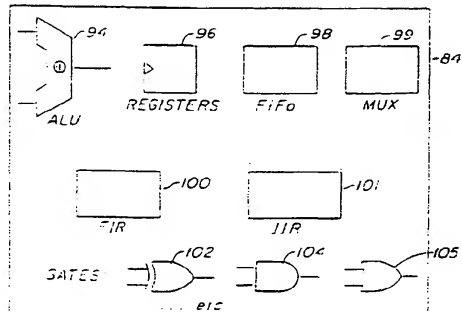 94 96 98 99
84
ALU REGISTERS FiFo MUX
100 101
FIR IIR
102 104 105
GATES
....etc